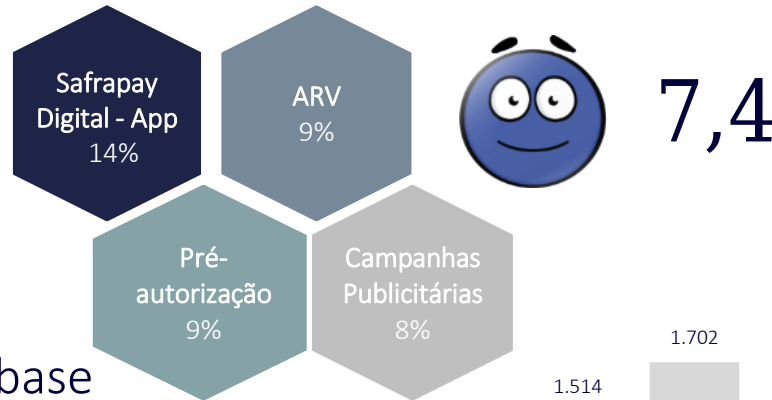 Safrapay
Digital - App
14%
ARV
9%
7,4
Pré-
autorização
9%
Campanhas
Publicitárias
8%
base
1.702
1.514